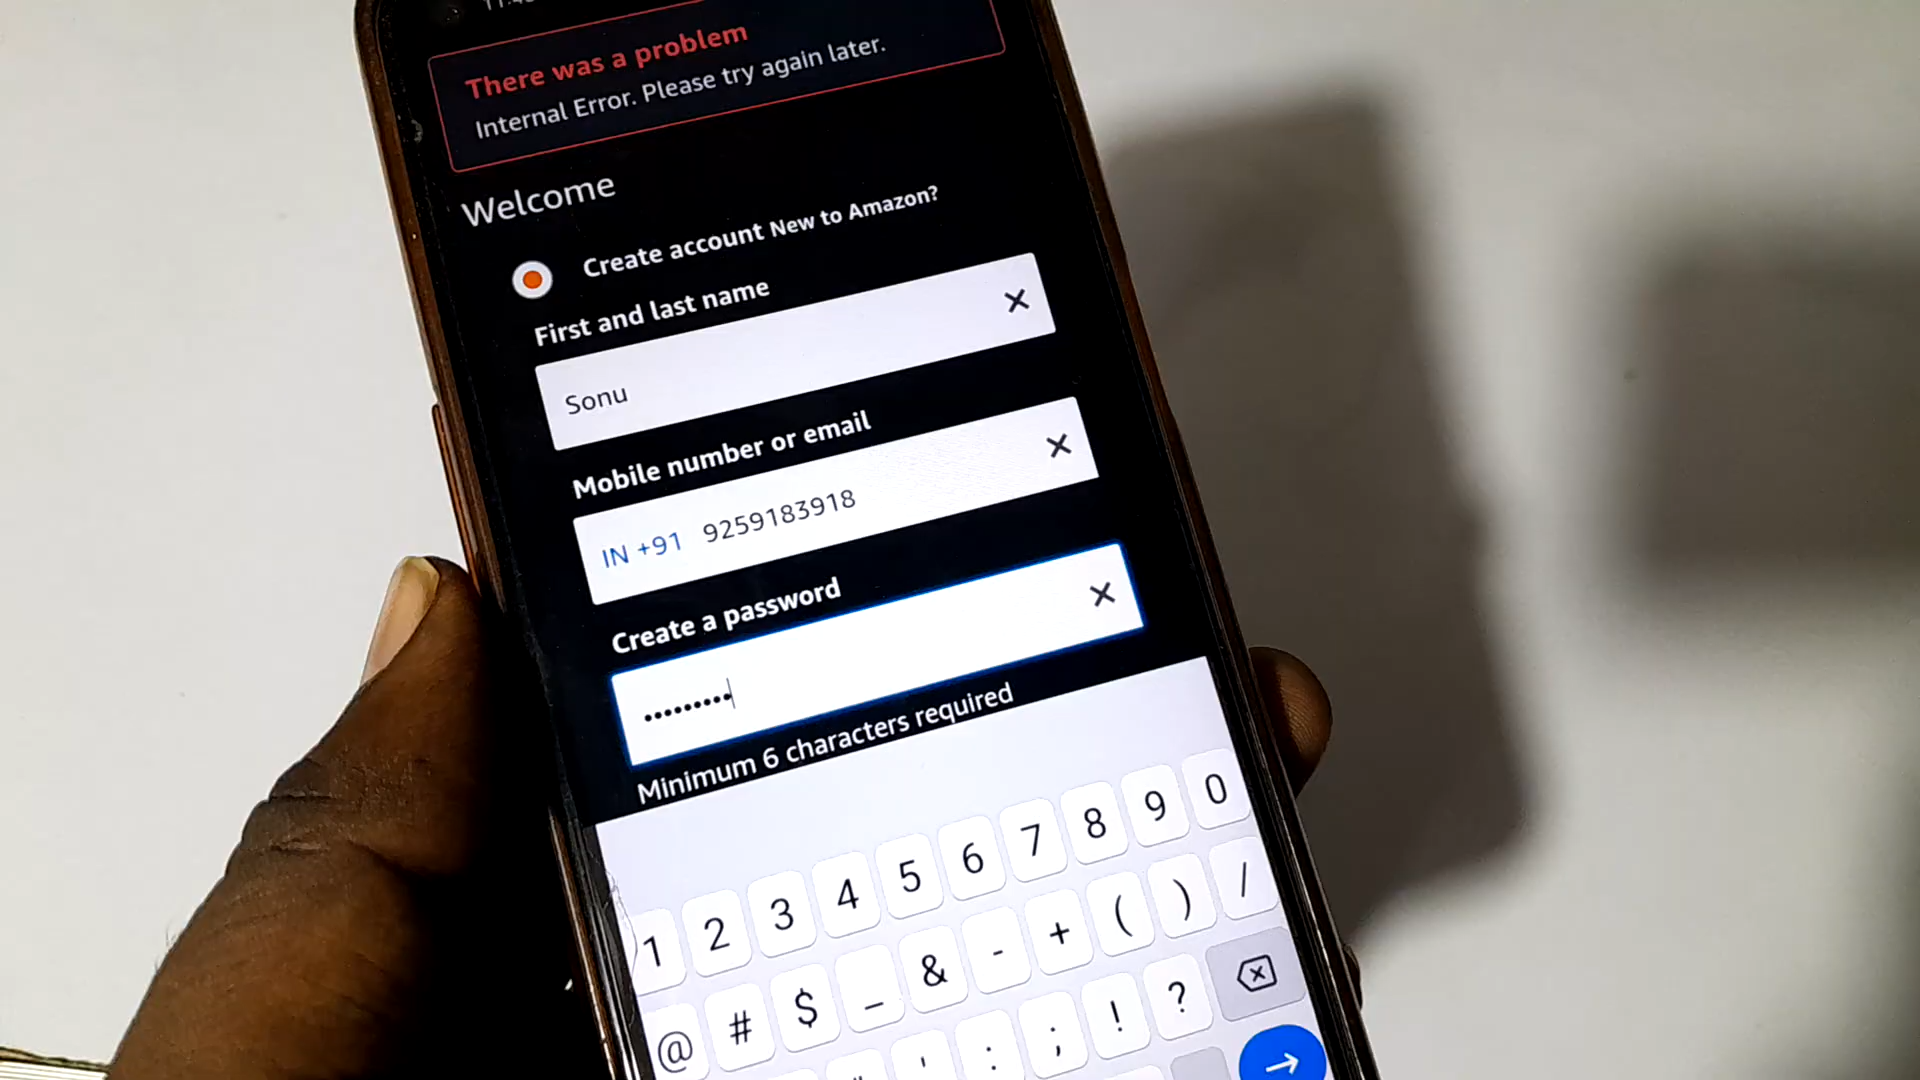 There was a problem
Internal Error. Please try again later.
Welcome
Create account New to Amazon?
First and last name
Sonu
Mobile number or email
IN +91 9259183918
Create a password
•••••••••
Minimum 6 characters required
1 2 3 4 5 6 7 8 9 0
@ # $ _ & - + ( ) /
' : ; ! ?